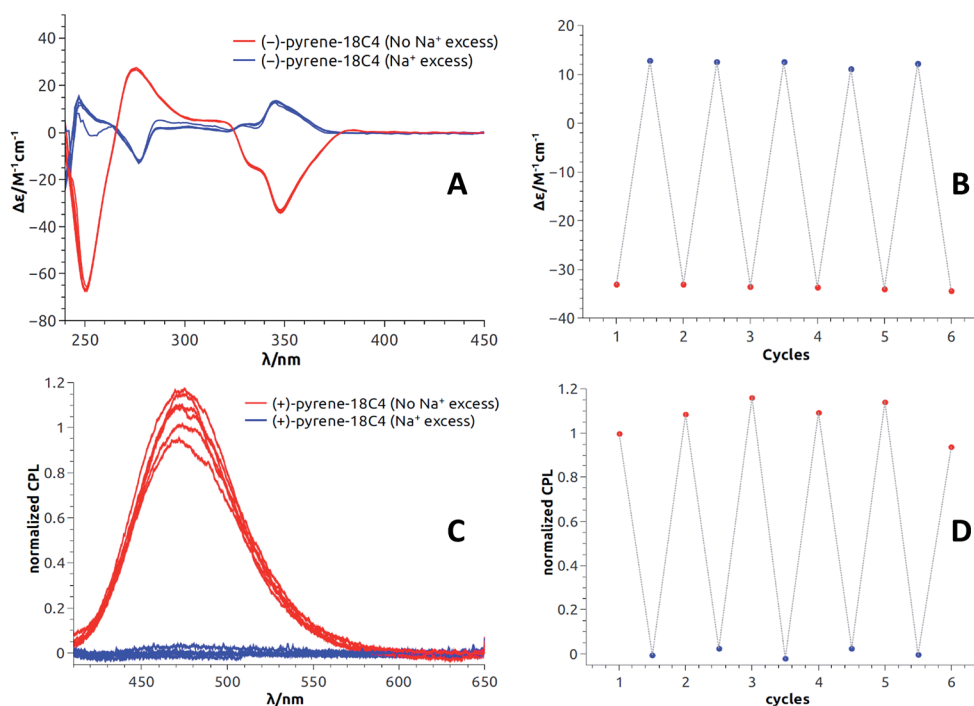 40
20
0
−20
−40
−60
−80
Δε/M⁻¹cm⁻¹
(−)-pyrene-18C4 (No Na⁺ excess)
(−)-pyrene-18C4 (Na⁺ excess)
A
250 300 350 400 450
λ/nm
20
10
0
−10
−20
−30
−40
Δε/M⁻¹cm⁻¹
B
1 2 3 4 5 6
Cycles
1.2
1
0.8
0.6
0.4
0.2
0
normalized CPL
(+)-pyrene-18C4 (No Na⁺ excess)
(+)-pyrene-18C4 (Na⁺ excess)
C
450 500 550 600 650
λ/nm
1.2
1
0.8
0.6
0.4
0.2
0
normalized CPL
D
1 2 3 4 5 6
cycles